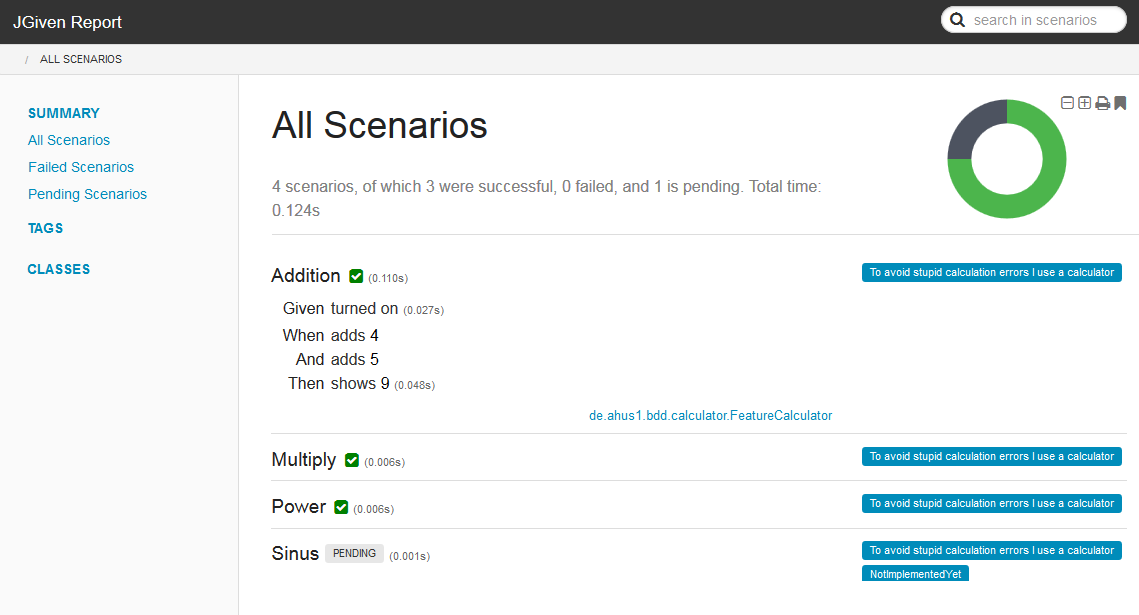 JGiven Report
search in scenarios
/ ALL SCENARIOS
SUMMARY
All Scenarios
Failed Scenarios
Pending Scenarios
TAGS
CLASSES
All Scenarios
4 scenarios, of which 3 were successful, 0 failed, and 1 is pending. Total time:
0.124s
Addition (0.110s)
To avoid stupid calculation errors I use a calculator
Given turned on (0.027s)
When adds 4
And adds 5
Then shows 9 (0.048s)
de.ahus1.bdd.calculator.FeatureCalculator
Multiply (0.006s)
To avoid stupid calculation errors I use a calculator
Power (0.006s)
To avoid stupid calculation errors I use a calculator
Sinus PENDING (0.001s)
To avoid stupid calculation errors I use a calculator
NotImplementedYet